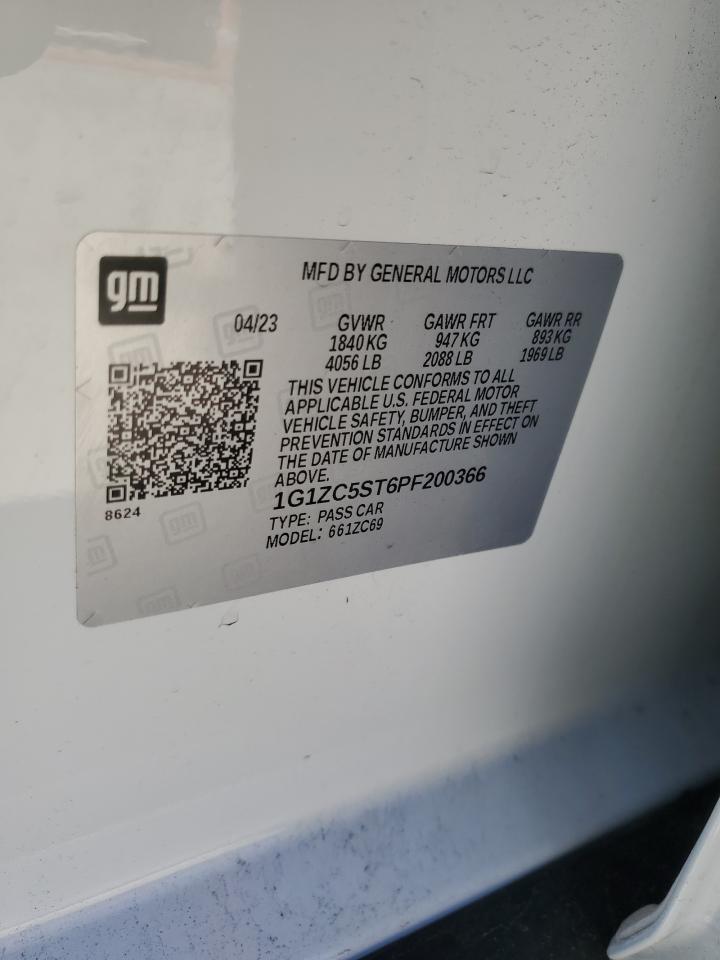 gm
MFD BY GENERAL MOTORS LLC
04/23 GVWR GAWR FRT GAWR RR
1840 KG 947 KG 893 KG
4056 LB 2088 LB 1969 LB
THIS VEHICLE CONFORMS TO ALL
APPLICABLE U.S. FEDERAL MOTOR
VEHICLE SAFETY, BUMPER, AND THEFT
PREVENTION STANDARDS IN EFFECT ON
THE DATE OF MANUFACTURE SHOWN
ABOVE.
1G1ZC5ST6PF200366
8624
TYPE: PASS CAR
MODEL: 661ZC69